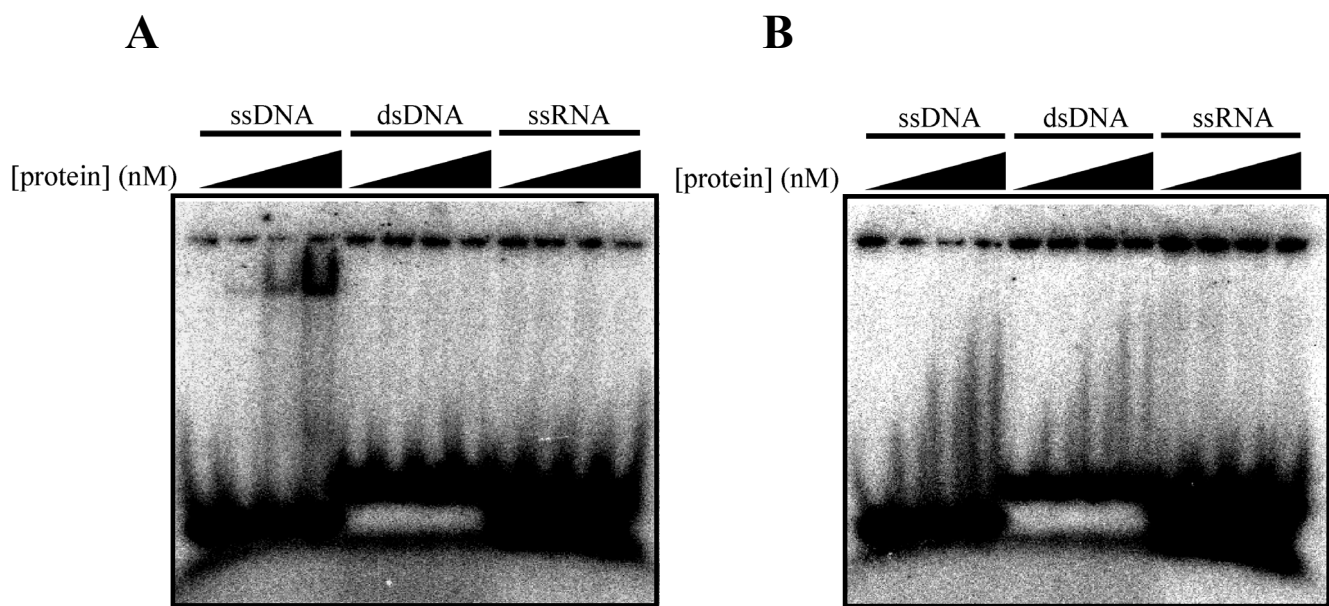 A
B
ssDNA dsDNA ssRNA
ssDNA dsDNA ssRNA
[protein] (nM)
[protein] (nM)